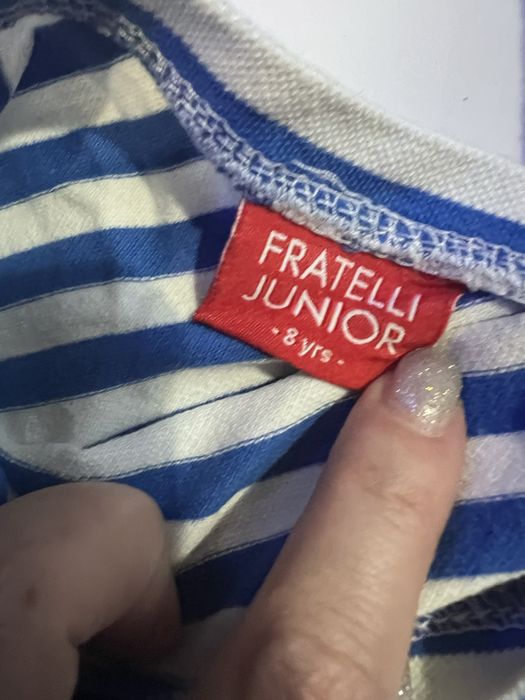 FRATELLI
JUNIOR
- 8 yrs -